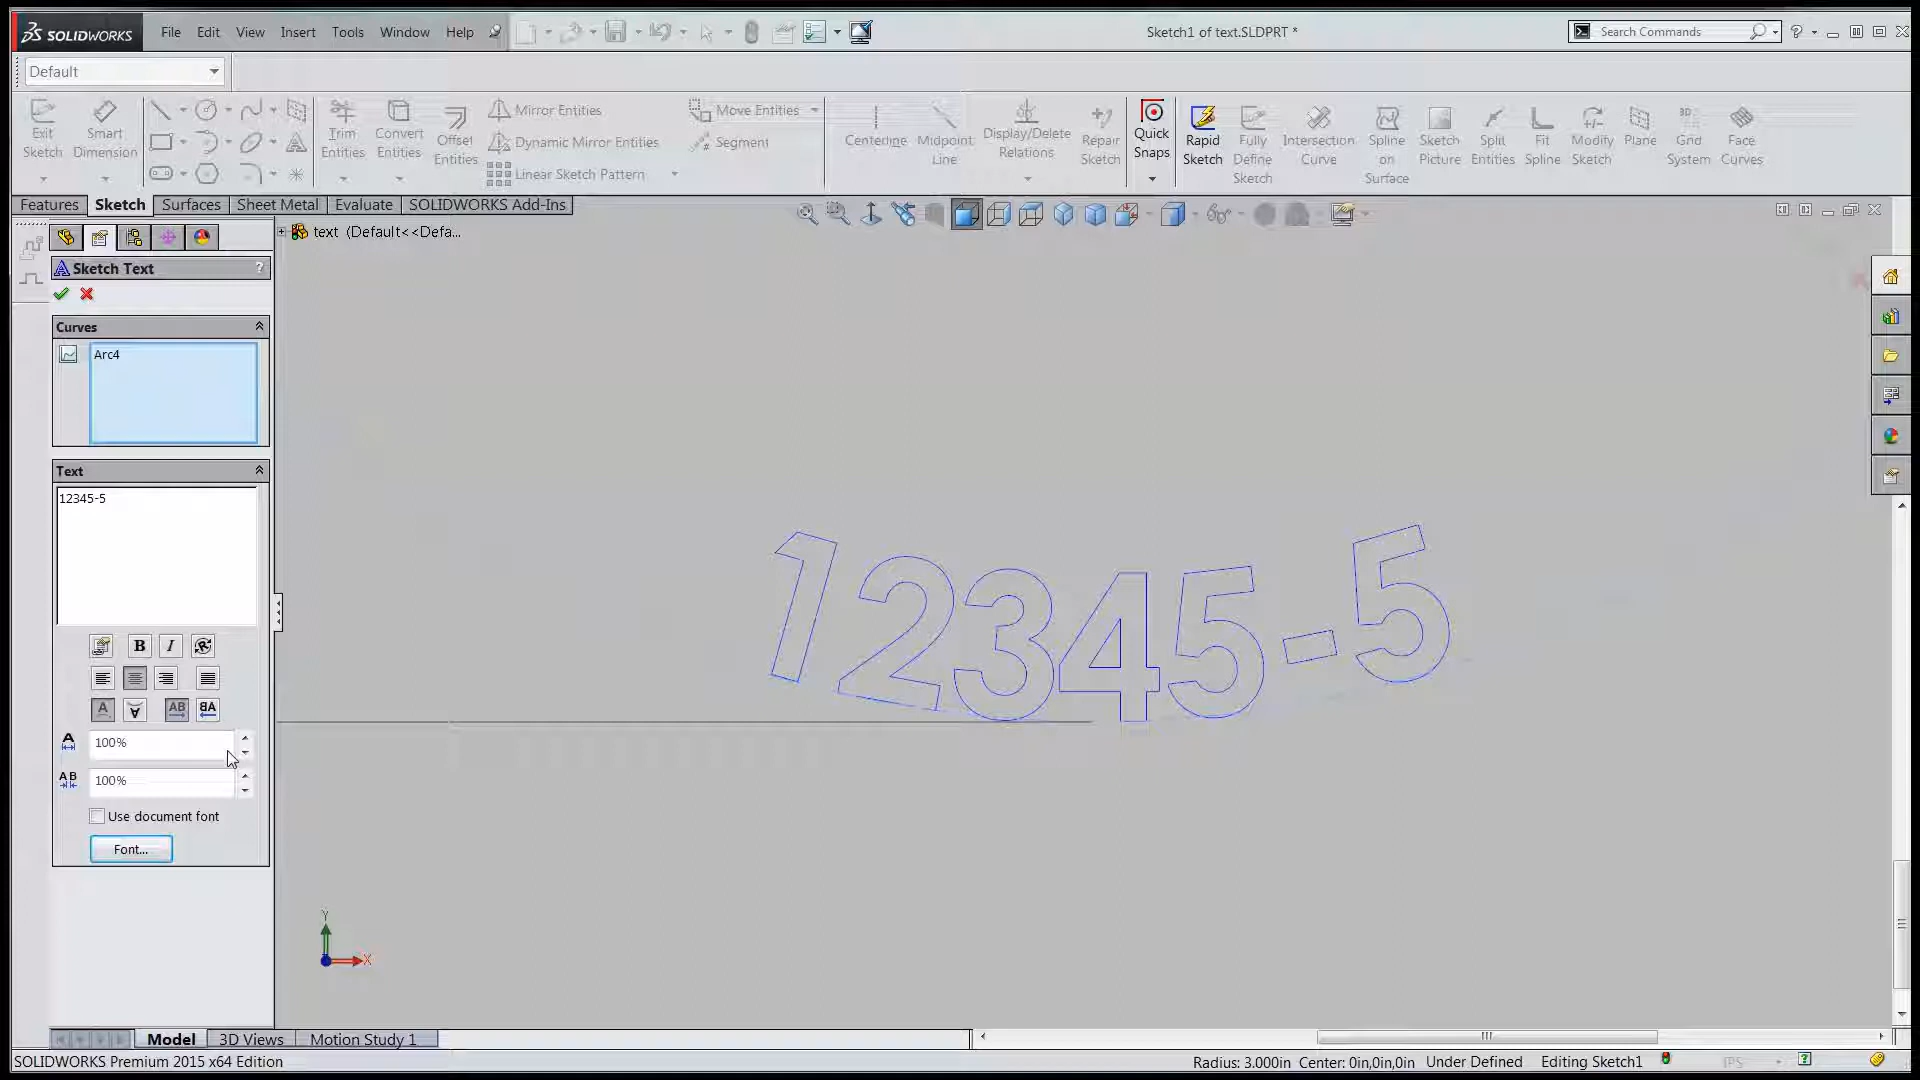 SOLIDWORKS File Edit View Insert Tools Window Help Sketch1 of text.SLDPRT * Search Commands ?
Default
Exit Sketch
Smart Dimension
Trim Entities
Convert Entities
Offset Entities
Mirror Entities
Dynamic Mirror Entities
Linear Sketch Pattern
Move Entities
Segment
Centerline
Midpoint Line
Display/Delete Relations
Repair Sketch
Quick Snaps
Rapid Sketch
Fully Define Sketch
Intersection Curve
Spline on Surface
Sketch Picture
Split Entities
Fit Spline
Modify Sketch
Plane
3D
Grid System
Face Curves
Features Sketch Surfaces Sheet Metal Evaluate SOLIDWORKS Add-Ins
text (Default<<Defa...
Sketch Text ?
Curves
Arc4
Text
12345-5
B I
A A AB
A 100%
AB 100%
Use document font
Font...
12345-5
Y
X
Model 3D Views Motion Study 1
SOLIDWORKS Premium 2015 x64 Edition Radius: 3.000in Center: 0in,0in,0in Under Defined Editing Sketch1 IPS ?